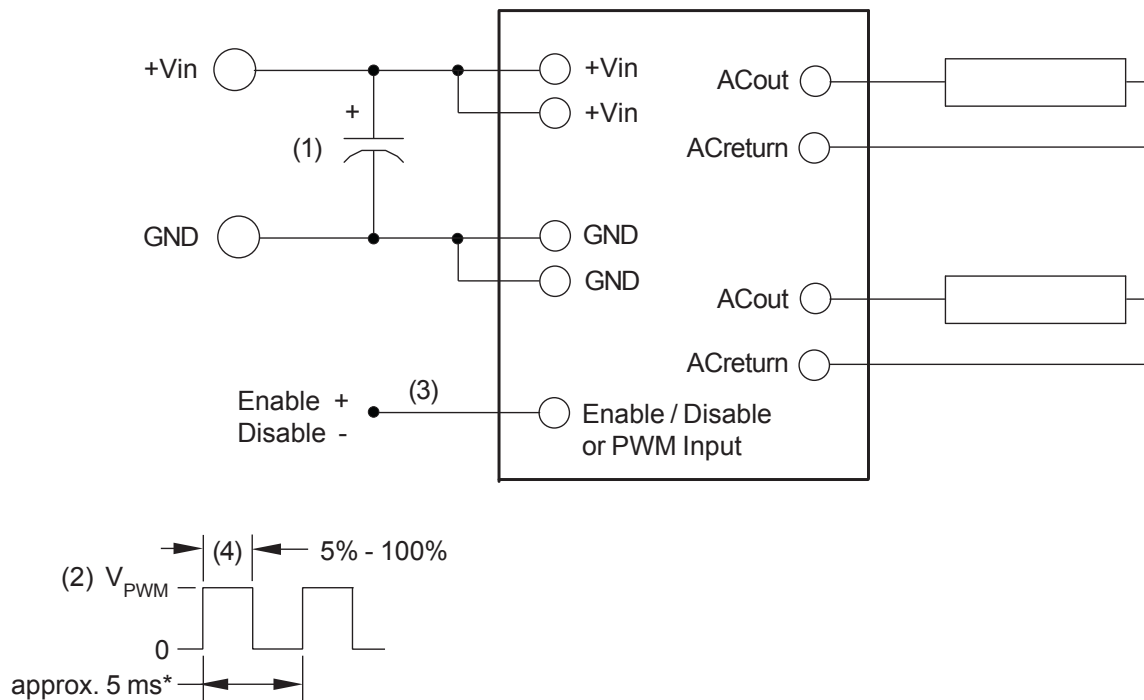 +Vin
+
(1)
GND
Enable +
Disable -
(3)
+Vin
+Vin
GND
GND
Enable / Disable
or PWM Input
ACout
ACreturn
ACout
ACreturn
(4)
5% - 100%
(2) VPWM
0
approx. 5 ms*